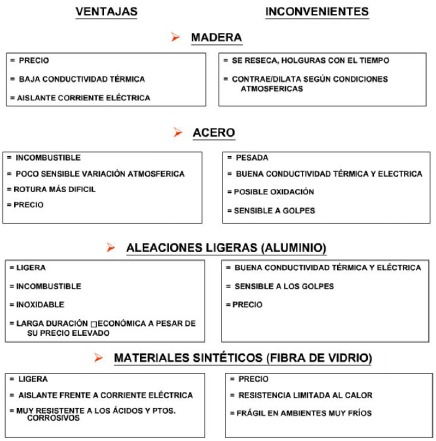 VENTAJAS INCONVENIENTES
➢ MADERA
= PRECIO
= BAJA CONDUCTIVIDAD TÉRMICA
= AISLANTE CORRIENTE ELÉCTRICA
= SE RESECA, HOLGURAS CON EL TIEMPO
= CONTRAE/DILATA SEGÚN CONDICIONES
ATMOSFERICAS
➢ ACERO
= INCOMBUSTIBLE
= POCO SENSIBLE VARIACIÓN ATMOSFERICA
= ROTURA MÁS DIFICIL
= PRECIO
= PESADA
= BUENA CONDUCTIVIDAD TÉRMICA Y ELECTRICA
= POSIBLE OXIDACIÓN
= SENSIBLE A GOLPES
➢ ALEACIONES LIGERAS (ALUMINIO)
= LIGERA
= INCOMBUSTIBLE
= INOXIDABLE
= LARGA DURACIÓN □ECONÓMICA A PESAR DE
SU PRECIO ELEVADO
= BUENA CONDUCTIVIDAD TÉRMICA Y ELÉCTRICA
= SENSIBLE A LOS GOLPES
= PRECIO
➢ MATERIALES SINTÉTICOS (FIBRA DE VIDRIO)
= LIGERA
= AISLANTE FRENTE A CORRIENTE ELÉCTRICA
= MUY RESISTENTE A LOS ÁCIDOS Y PTOS.
CORROSIVOS
= PRECIO
= RESISTENCIA LIMITADA AL CALOR
= FRÁGIL EN AMBIENTES MUY FRÍOS